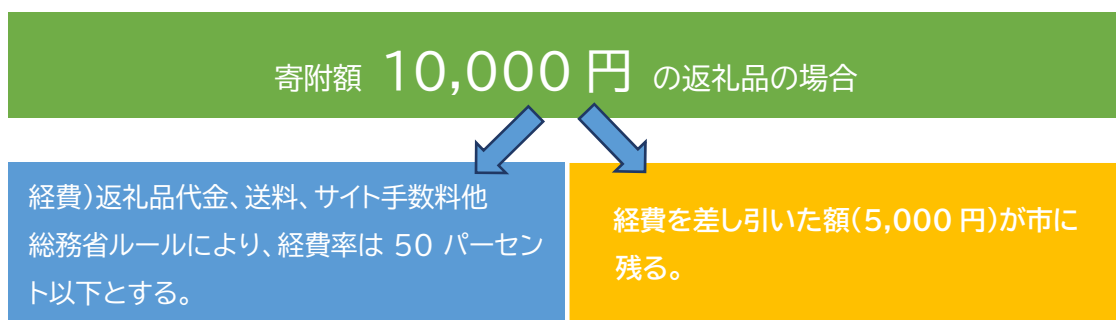 寄附額 10,000 円 の返礼品の場合
経費)返礼品代金、送料、サイト手数料他
総務省ルールにより、経費率は 50 パーセン
ト以下とする。
経費を差し引いた額(5,000 円)が市に
残る。